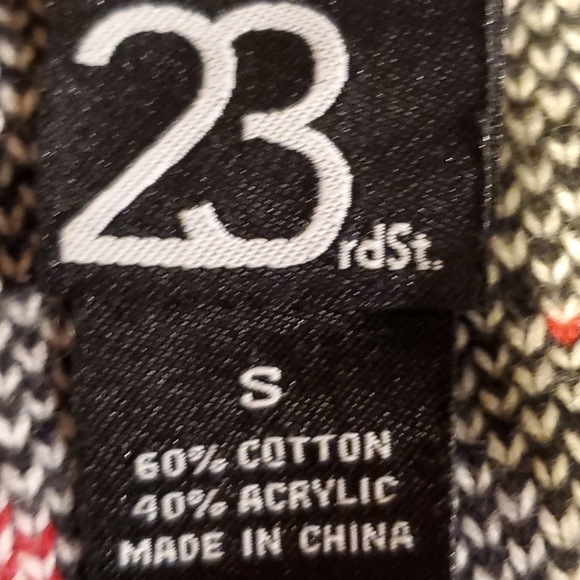 23rdSt.
S
60% COTTON
40% ACRYLIC
MADE IN CHINA